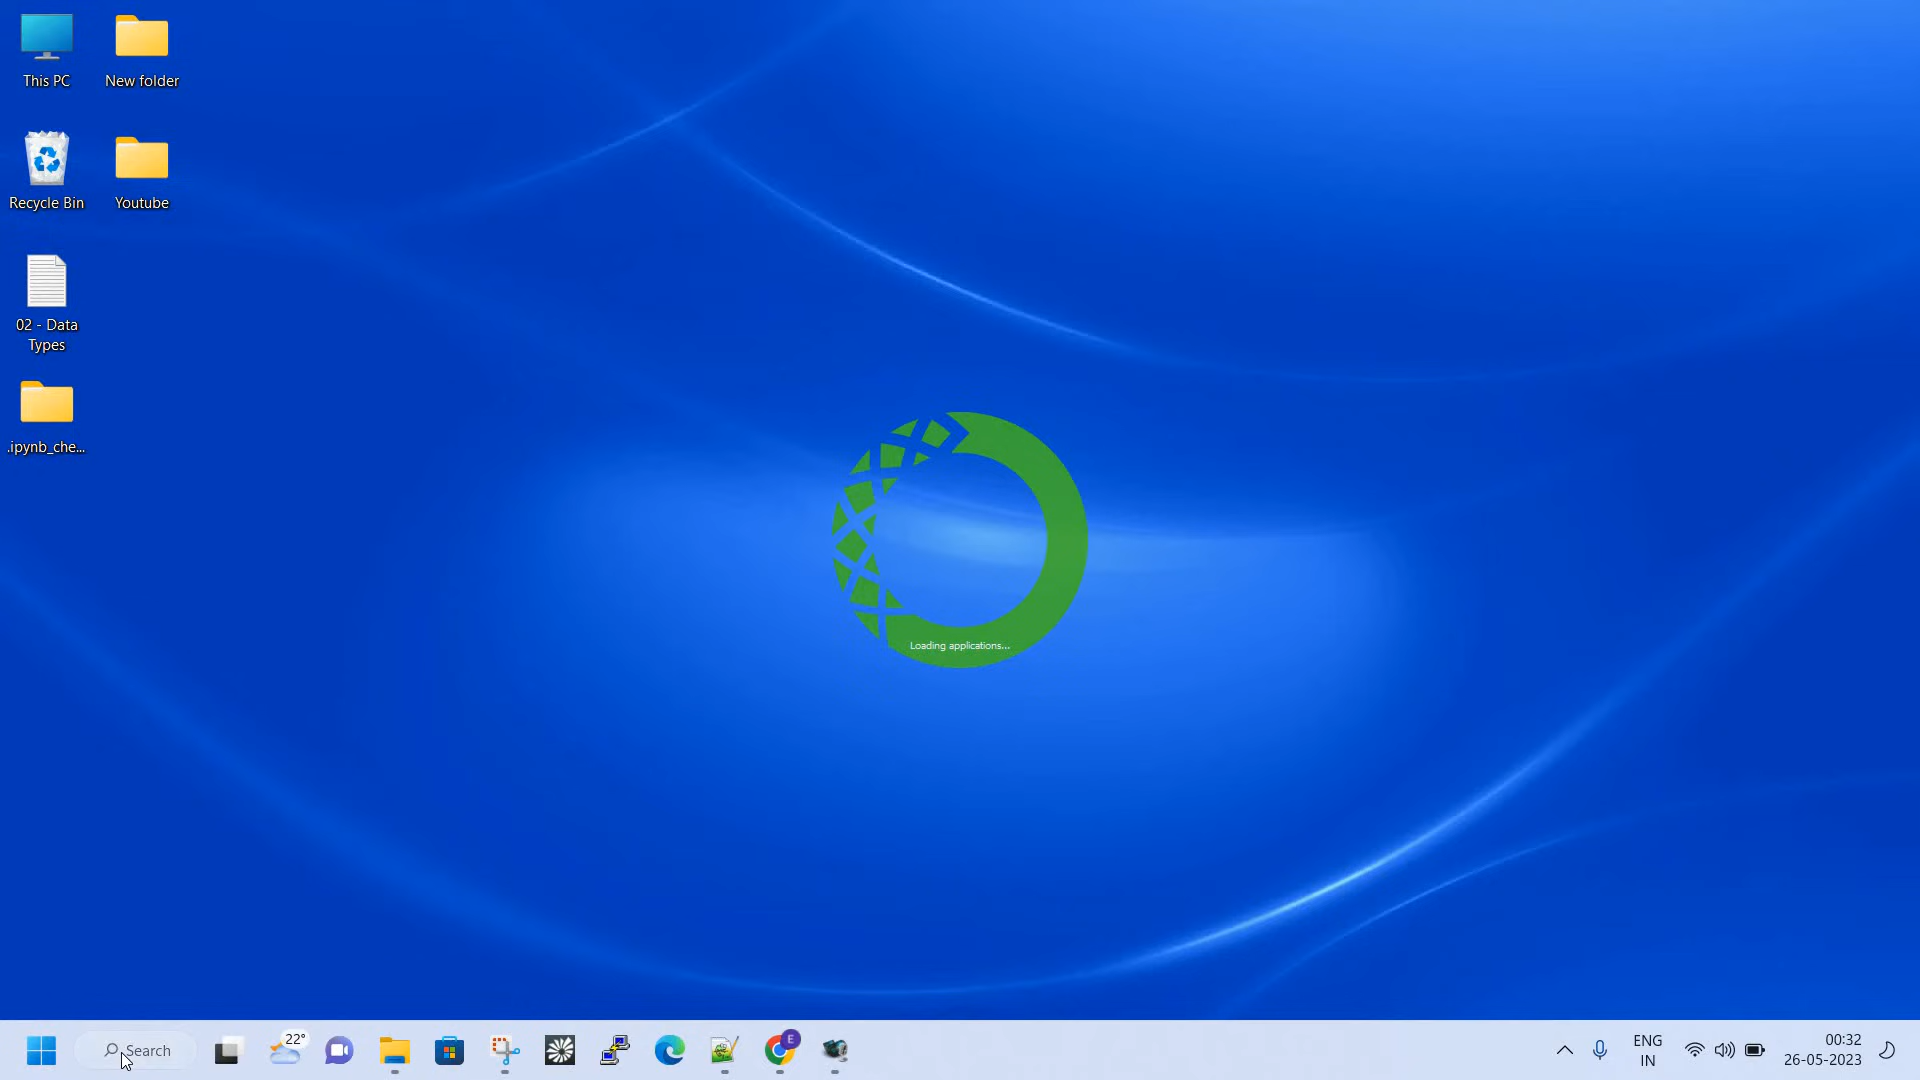 This PC
New folder
Recycle Bin
Youtube
02 - Data
Types
.ipynb_che...
Loading applications...
Search
22°
E
ENG
IN
00:32
26-05-2023